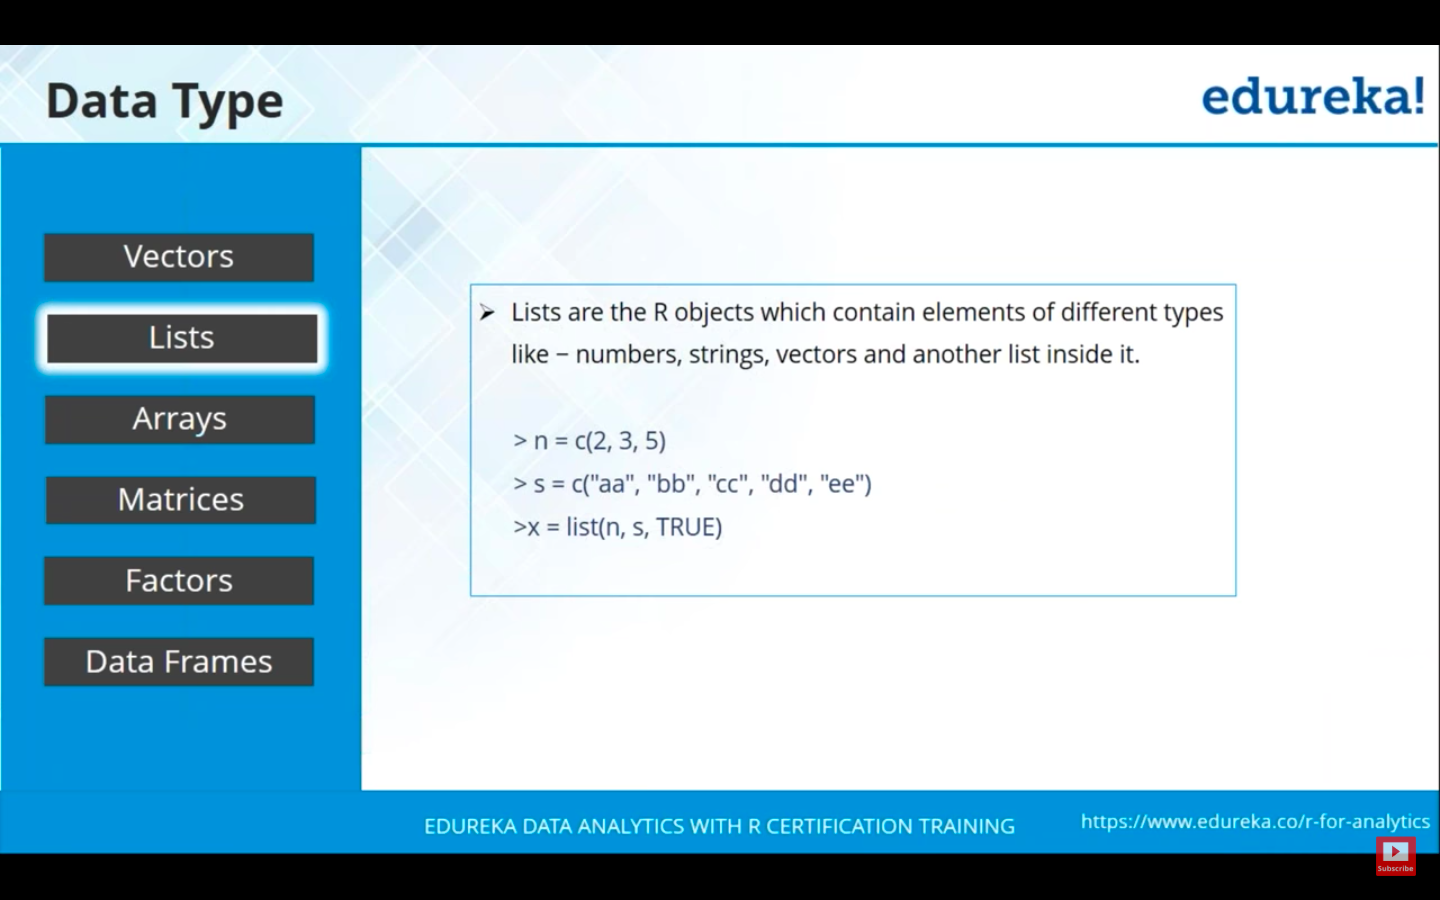 Data Type
edureka!
Vectors
Lists
Arrays
Matrices
Factors
Data Frames
➢ Lists are the R objects which contain elements of different types
like − numbers, strings, vectors and another list inside it.
> n = c(2, 3, 5)
> s = c("aa", "bb", "cc", "dd", "ee")
>x = list(n, s, TRUE)
EDUREKA DATA ANALYTICS WITH R CERTIFICATION TRAINING
https://www.edureka.co/r-for-analytics
Subscribe